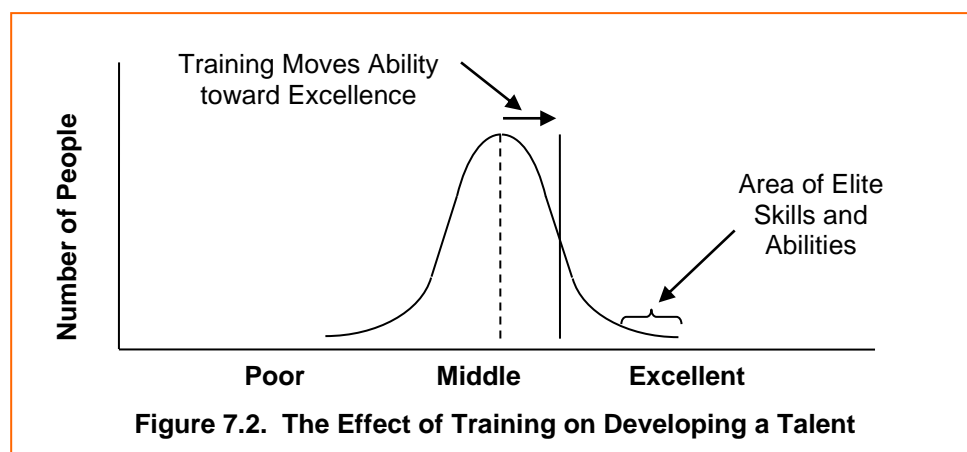 Training Moves Ability
toward Excellence
Number of People
Area of Elite
Skills and
Abilities
Poor Middle Excellent
Figure 7.2. The Effect of Training on Developing a Talent